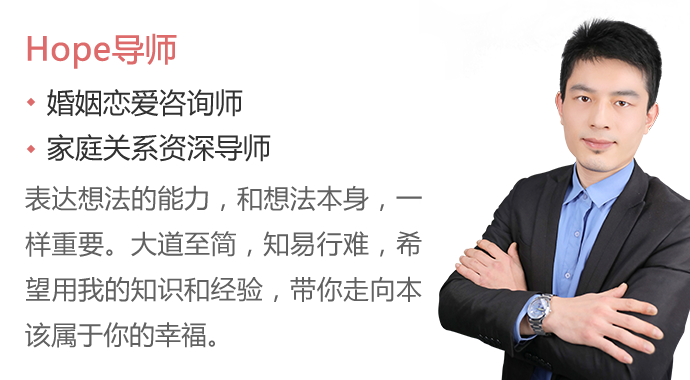 Hope导师
婚姻恋爱咨询师
家庭关系资深导师
表达想法的能力，和想法本身，一
样重要。大道至简，知易行难，希
望用我的知识和经验，带你走向本
该属于你的幸福。